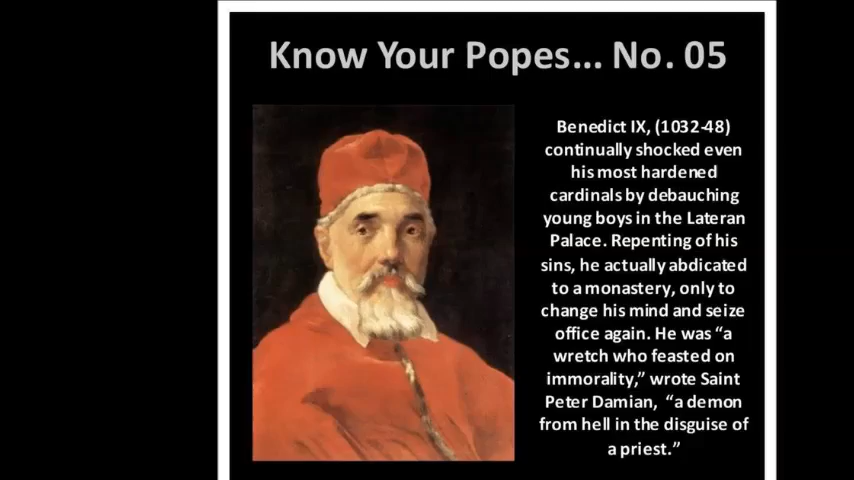 Know Your Popes... No. 05
Benedict IX, (1032-48)
continually shocked even
his most hardened
cardinals by debauching
young boys in the Lateran
Palace. Repenting of his
sins, he actually abdicated
to a monastery, only to
change his mind and seize
office again. He was “a
wretch who feasted on
immorality,” wrote Saint
Peter Damian, “a demon
from hell in the disguise of
a priest.”